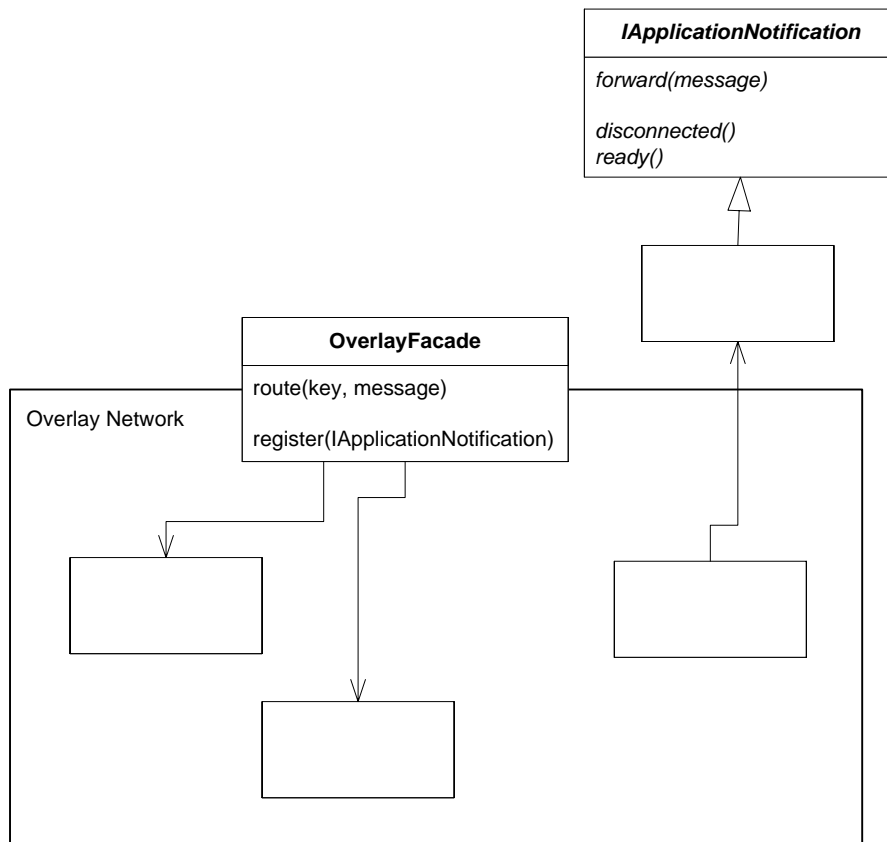 IApplicationNotification
forward(message)
disconnected()
ready()
OverlayFacade
route(key, message)
register(IApplicationNotification)
Overlay Network